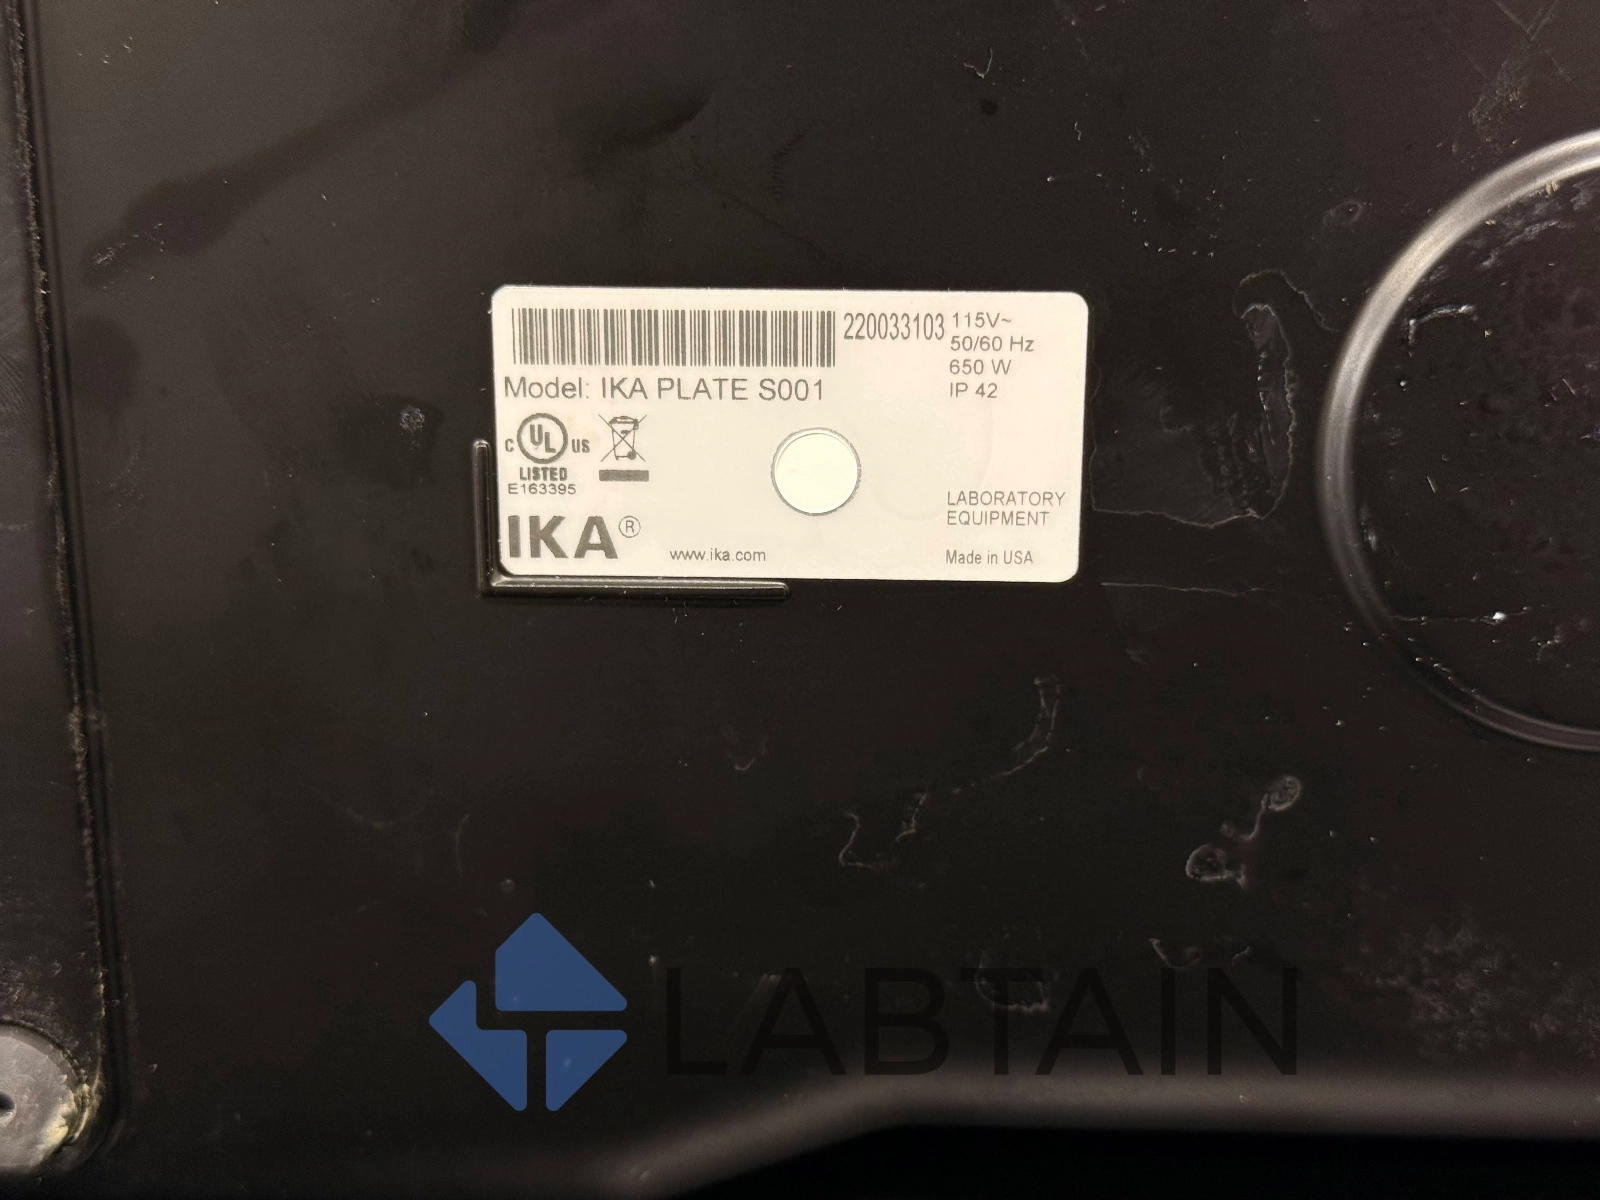 220033103
115V~
50/60 Hz
650 W
IP 42
Model: IKA PLATE S001
C UL US
LISTED
E163395
IKA®
www.ika.com
LABORATORY
EQUIPMENT
Made in USA
LABTAIN